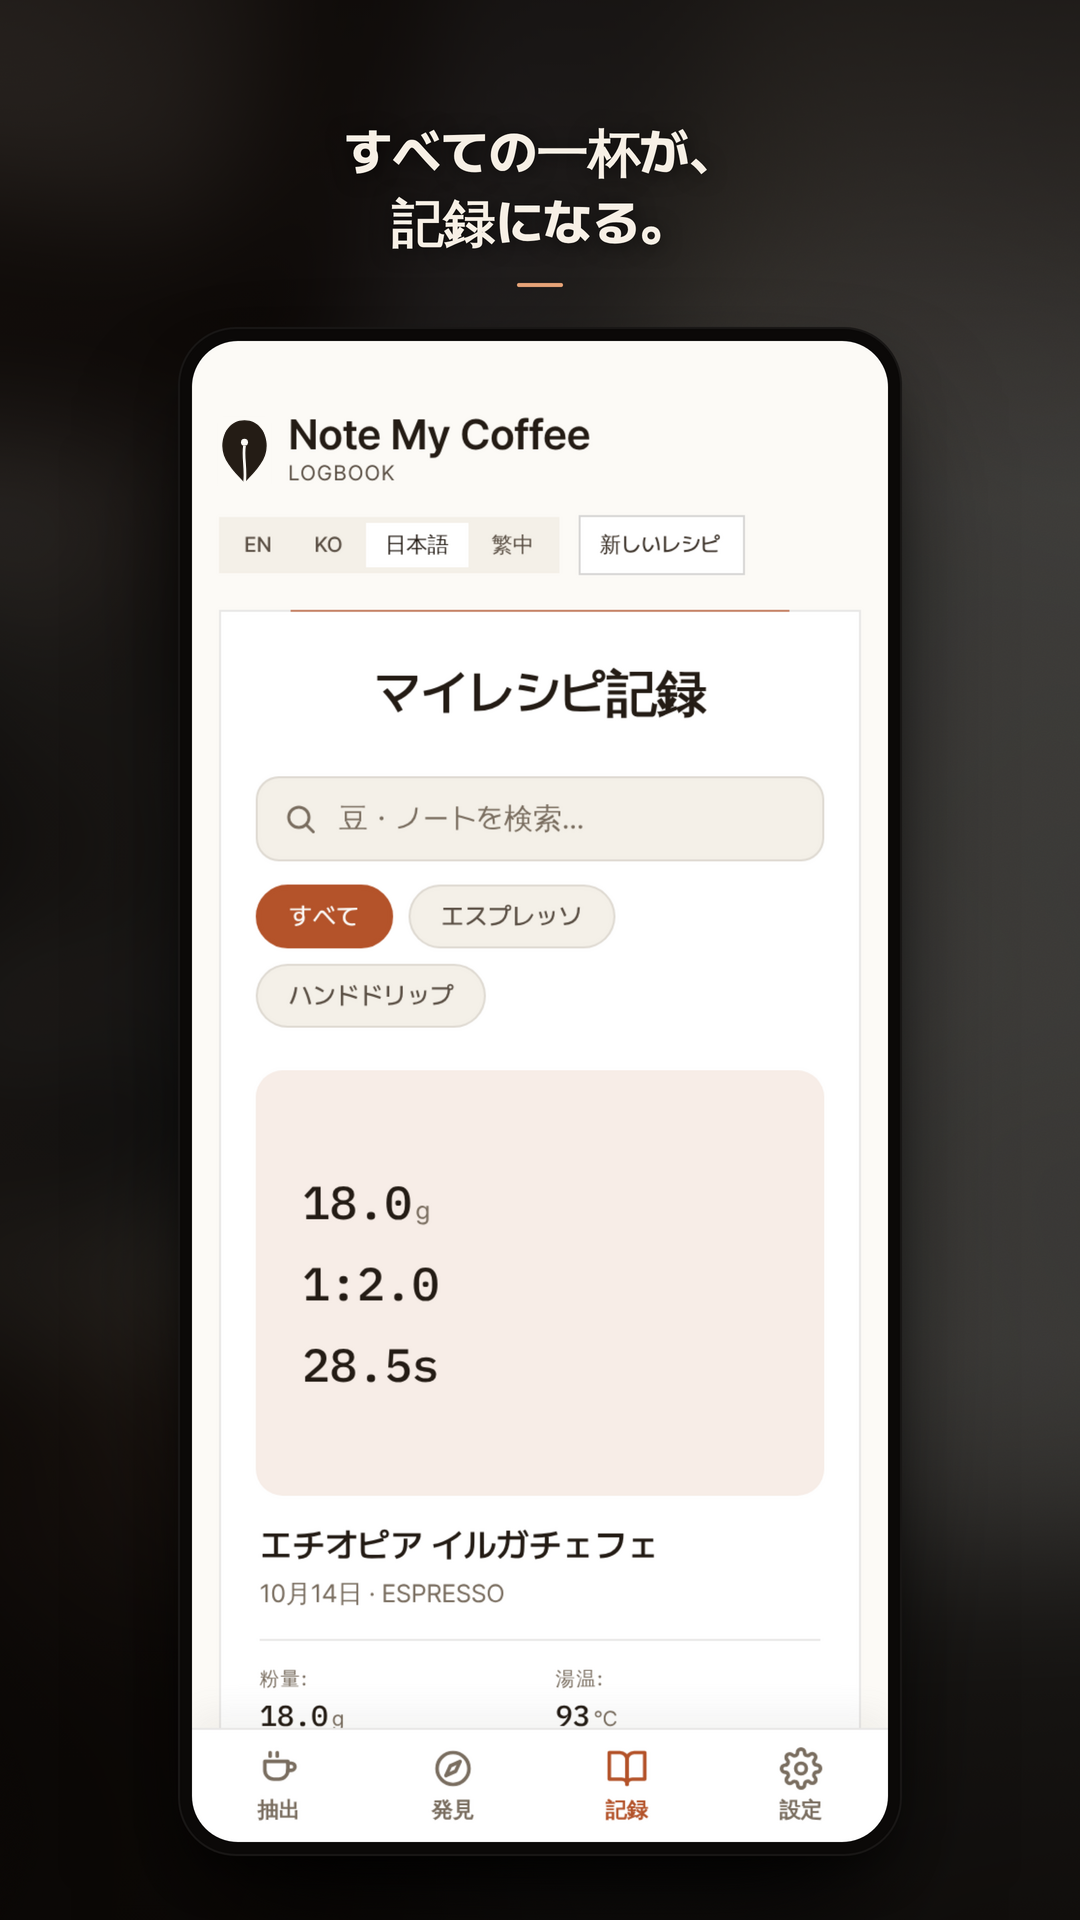 すべての一杯が、
記録になる。
Note My Coffee
LOGBOOK
EN KO 日本語 繁中 新しいレシピ
マイレシピ記録
豆・ノートを検索...
すべて エスプレッソ
ハンドドリップ
18.0g
1:2.0
28.5s
エチオピア イルガチェフェ
10月14日 · ESPRESSO
粉量: 湯温:
18.0g 93°C
抽出 発見 記録 設定